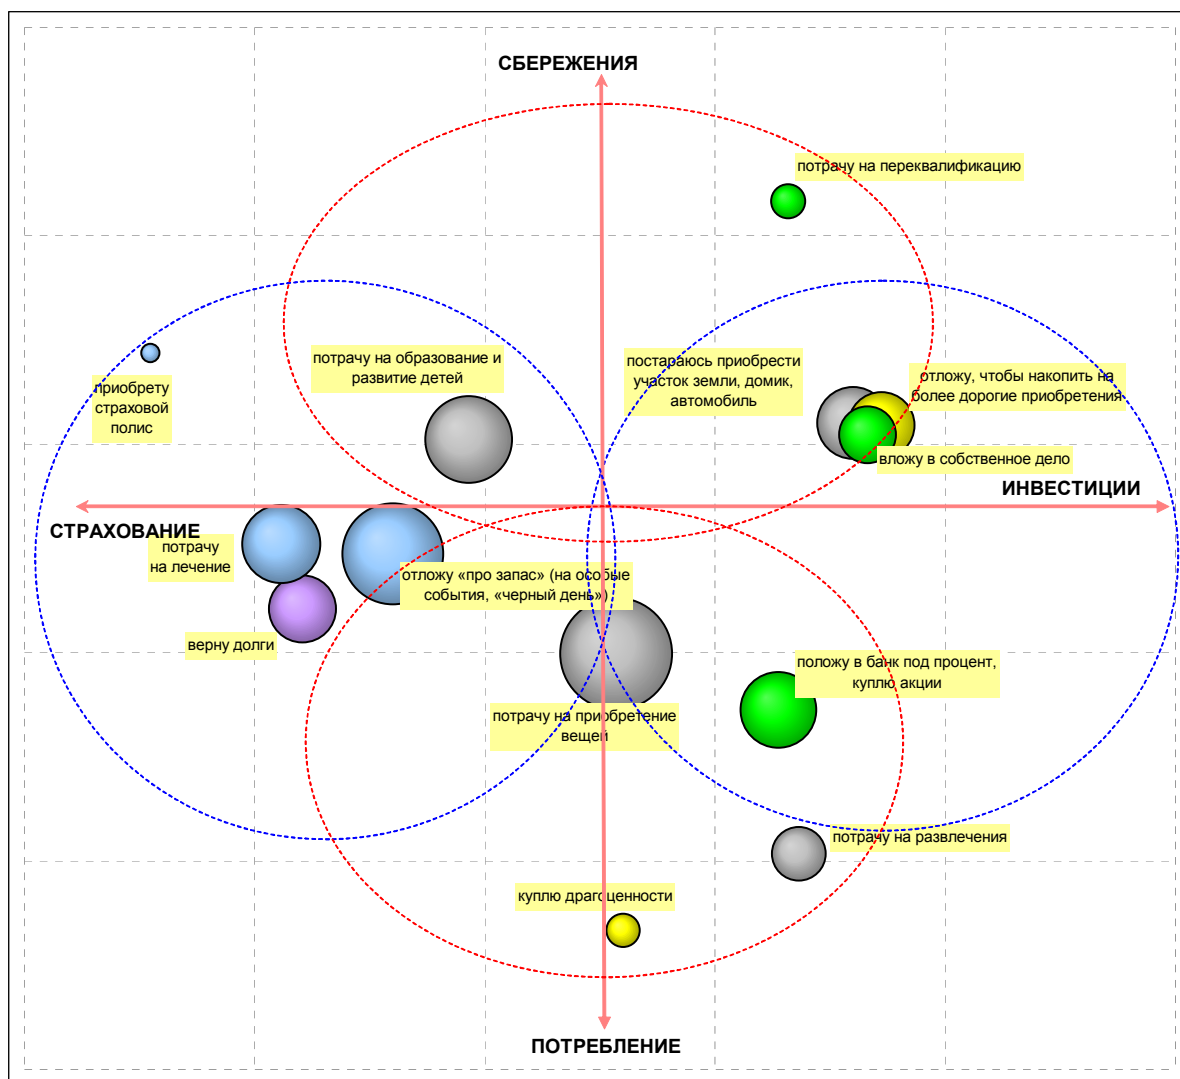 СБЕРЕЖЕНИЯ
потрачу на переквалификацию
потрачу на образование и
развитие детей
постараюсь приобрести
участок земли, домик,
автомобиль
отложу, чтобы накопить на
более дорогие приобретения
приобрету
страховой
полис
вложу в собственное дело
ИНВЕСТИЦИИ
СТРАХОВАНИЕ
потрачу
на лечение
отложу «про запас» (на особые
события, «черный день»)
верну долги
положу в банк под процент,
куплю акции
потрачу на приобретение
вещей
потрачу на развлечения
куплю драгоценности
ПОТРЕБЛЕНИЕ